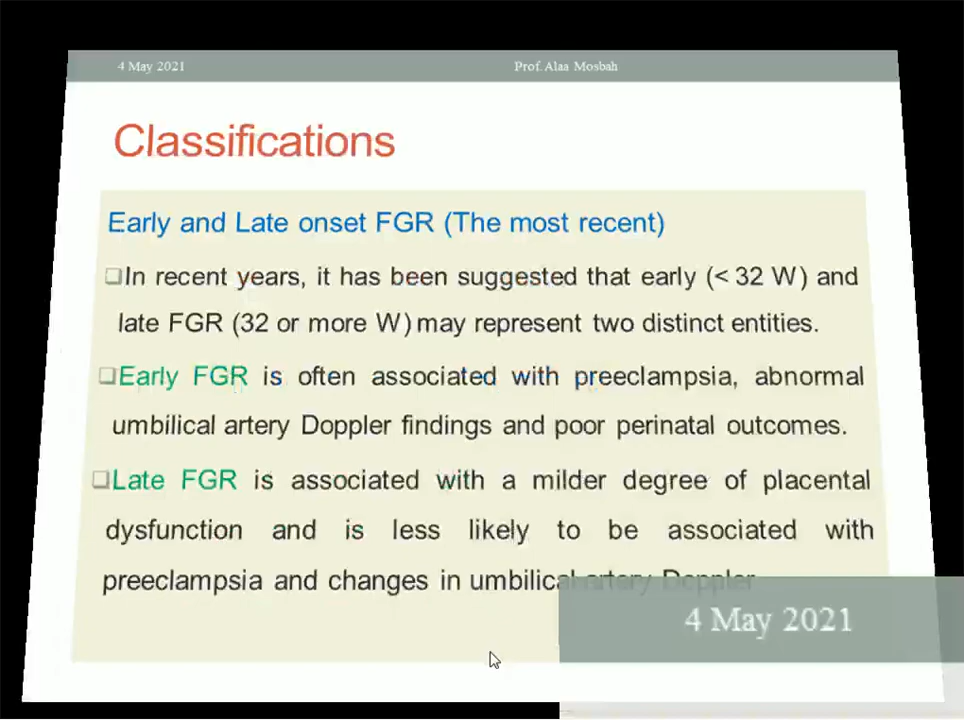 4 May 2021 Prof. Alaa Mosbah
Classifications
Early and Late onset FGR (The most recent)
In recent years, it has been suggested that early (< 32 W) and
late FGR (32 or more W) may represent two distinct entities.
Early FGR is often associated with preeclampsia, abnormal
umbilical artery Doppler findings and poor perinatal outcomes.
Late FGR is associated with a milder degree of placental
dysfunction and is less likely to be associated with
preeclampsia and changes in umbilical artery Doppler
4 May 2021